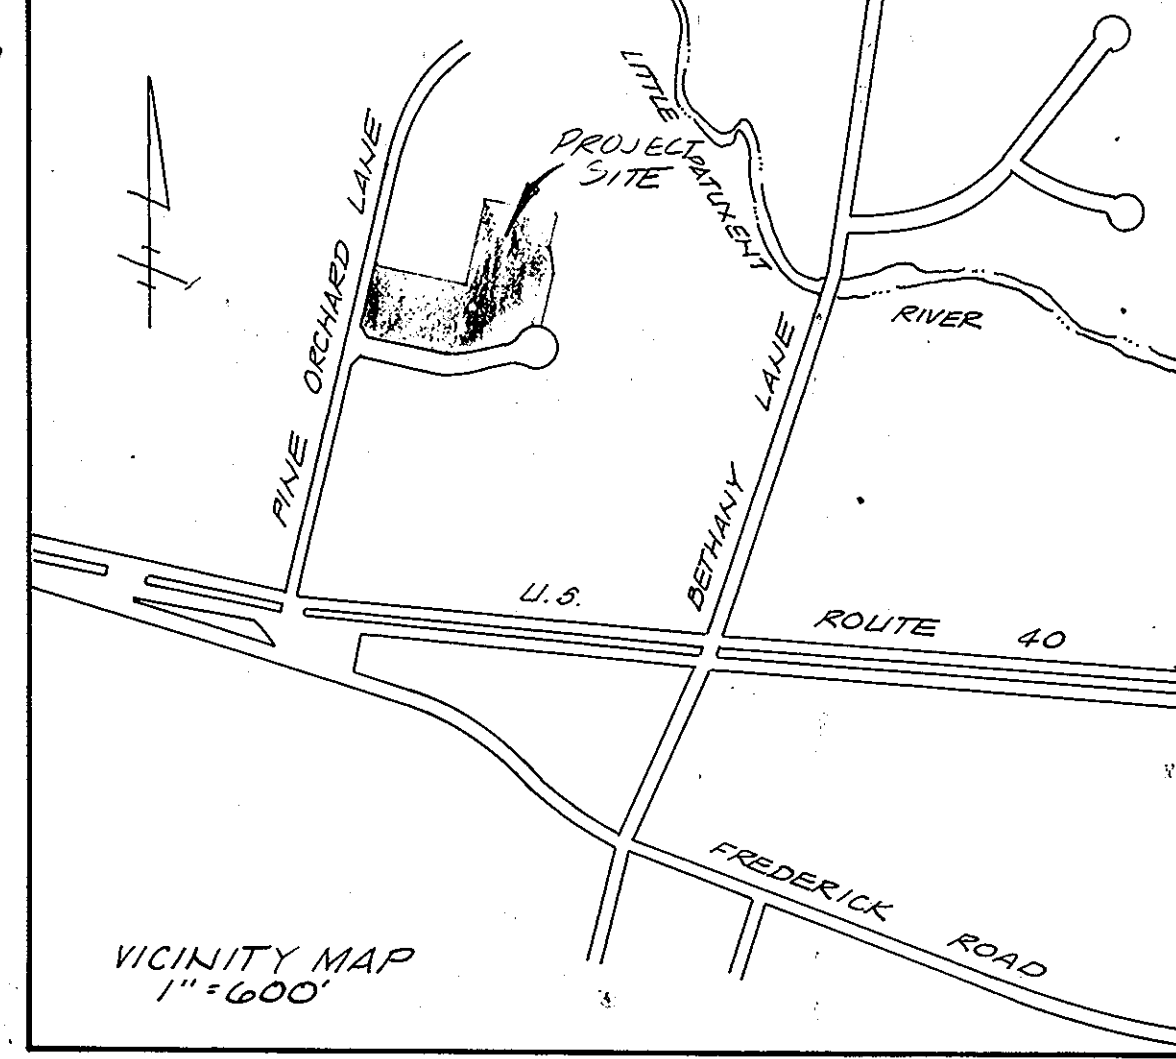 LITTLE PATUXENT
RIVER
PROJECT
SITE
PINE ORCHARD LANE
BETHANY LANE
U.S. ROUTE 40
FREDERICK ROAD
VICINITY MAP
1"=600'